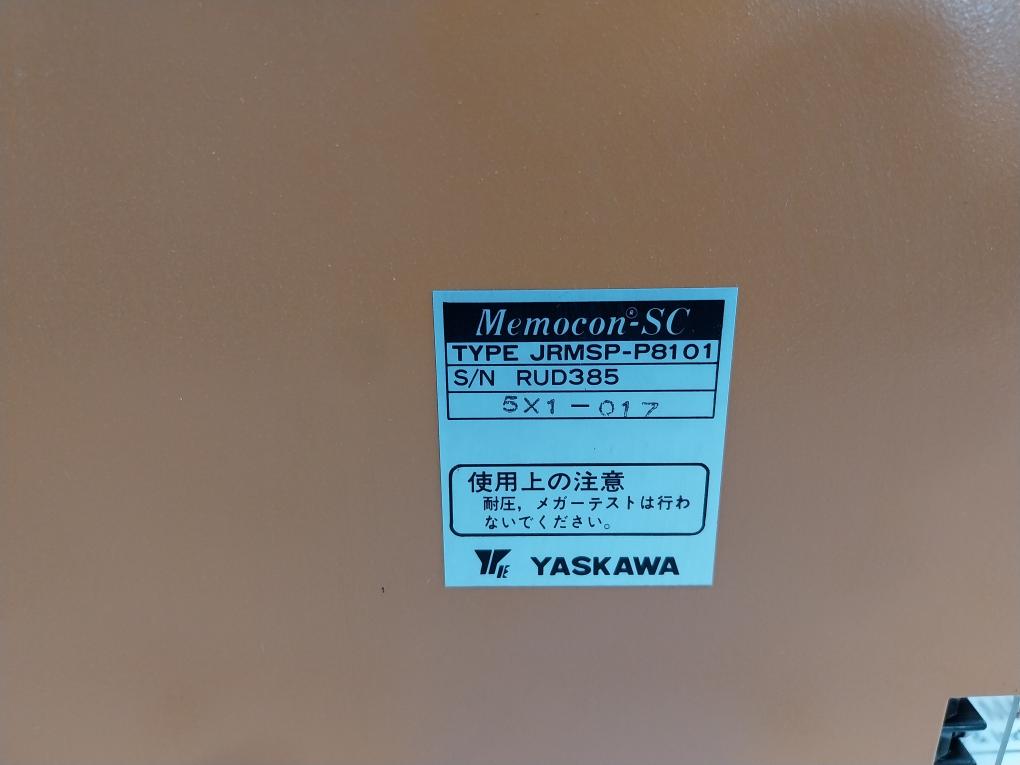 Memocon®-SC
TYPE JRMSP-P8101
S/N RUD385
5X1-017
使用上の注意
耐圧，メガーテストは行わ
ないでください。
YE YASKAWA